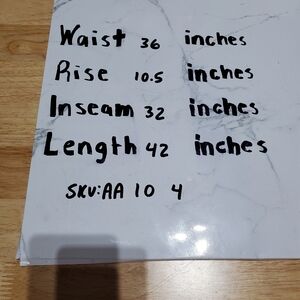 Waist 36 inches
Rise 10.5 inches
Inseam 32 inches
Length 42 inches
SKU:AA 10 4